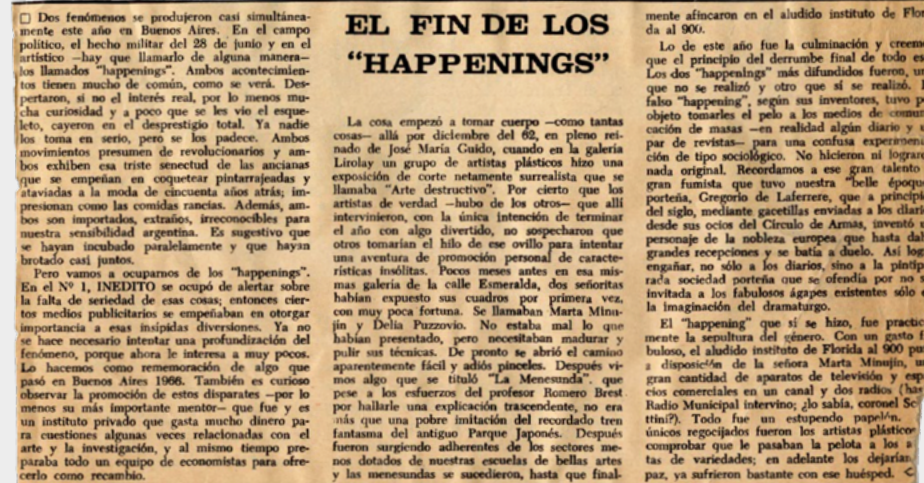 □ Dos fenómenos se produjeron casi simultánea-
mente este año en Buenos Aires. En el campo
político, el hecho militar del 28 de junio y en el
artístico —hay que llamarlo de alguna manera—
los llamados "happenings". Ambos acontecimien-
tos tienen mucho de común, como se verá. Des-
pertaron, si no el interés real, por lo menos mu-
cha curiosidad y a poco que se les vio el esque-
leto, cayeron en el desprestigio total. Ya nadie
los toma en serio, pero se los padece. Ambos
movimientos presumen de revolucionarios y am-
bos exhiben esa triste senectud de las ancianas
que se empeñan en coquetear pintarrajeadas y
ataviadas a la moda de cincuenta años atrás; im-
presionan como las comidas rancias. Además, am-
bos son importados, extraños, irreconocibles para
nuestra sensibilidad argentina. Es sugestivo que
se hayan incubado paralelamente y que hayan
brotado casi juntos.
Pero vamos a ocuparnos de los "happenings".
En el Nº 1, INEDITO se ocupó de alertar sobre
la falta de seriedad de esas cosas; entonces cier-
tos medios publicitarios se empeñaban en otorgar
importancia a esas insípidas diversiones. Ya no
se hace necesario intentar una profundización del
fenómeno, porque ahora le interesa a muy pocos.
Lo hacemos como rememoración de algo que
pasó en Buenos Aires 1966. También es curioso
observar la promoción de estos disparates —por lo
menos su más importante mentor— que fue y es
un instituto privado que gasta mucho dinero pa-
ra cuestiones algunas veces relacionadas con el
arte y la investigación, y al mismo tiempo pre-
paraba todo un equipo de economistas para ofre-
cerlo como recambio.
EL FIN DE LOS
"HAPPENINGS"
La cosa empezó a tomar cuerpo —como tantas
cosas— allá por diciembre del 62, en pleno rei-
nado de José María Guido, cuando en la galería
Lirolay un grupo de artistas plásticos hizo una
exposición de corte netamente surrealista que se
llamaba "Arte destructivo". Por cierto que los
artistas de verdad —hubo de los otros— que allí
intervinieron, con la única intención de terminar
el año con algo divertido, no sospecharon que
otros tomarían el hilo de ese ovillo para intentar
una aventura de promoción personal de caracte-
rísticas insólitas. Pocos meses antes en esa mis-
mas galería de la calle Esmeralda, dos señoritas
habían expuesto sus cuadros por primera vez,
con muy poca fortuna. Se llamaban Marta Minu-
jin y Delia Puzzovio. No estaba mal lo que
habían presentado, pero necesitaban madurar y
pulir sus técnicas. De pronto se abrió el camino
aparentemente fácil y adiós pinceles. Después vi-
mos algo que se tituló "La Menesunda". que
pese a los esfuerzos del profesor Romero Brest
por hallarle una explicación trascendente, no era
más que una pobre imitación del recordado tren
fantasma del antiguo Parque Japonés. Después
fueron surgiendo adherentes de los sectores me-
nos dotados de nuestras escuelas de bellas artes
y las menesundas se sucedieron, hasta que final-
mente afincaron en el aludido instituto de Flor
da al 900.
Lo de este año fue la culminación y creem
que el principio del derrumbe final de todo es
Los dos "happenings" más difundidos fueron, u
que no se realizó y otro que sí se realizó.
falso "happening", según sus inventores, tuvo p
objeto tomarles el pelo a los medios de comu
cación de masas —en realidad algún diario y
par de revistas— para una confusa experimen
ción de tipo sociológico. No hicieron ni lograr
nada original. Recordamos a ese gran talento
gran fumista que tuvo nuestra "belle époque
porteña, Gregorio de Laferrere, que a principi
del siglo, mediante gacetillas enviadas a los diari
desde sus ocios del Círculo de Armas, inventó
personaje de la nobleza europea que hasta dal
grandes recepciones y se batía a duelo. Así log
engañar, no sólo a los diarios, sino a la pintip
rada sociedad porteña que se ofendía por no s
invitada a los fabulosos ágapes existentes sólo
la imaginación del dramaturgo.
El "happening" que sí se hizo, fue practic
mente la sepultura del género. Con un gasto f
buloso, el aludido instituto de Florida al 900 pu
a disposición de la señora Marta Minujin, u
gran cantidad de aparatos de televisión y esp
cios comerciales en un canal y dos radios (ha
Radio Municipal intervino; ¿lo sabía, coronel Sc
ttini?). Todo fue un estupendo papelón.
únicos regocijados fueron los artistas plástico
comprobar que le pasaban la pelota a los a
tas de variedades; en adelante los dejarían
paz, ya sufrieron bastante con ese huésped. <